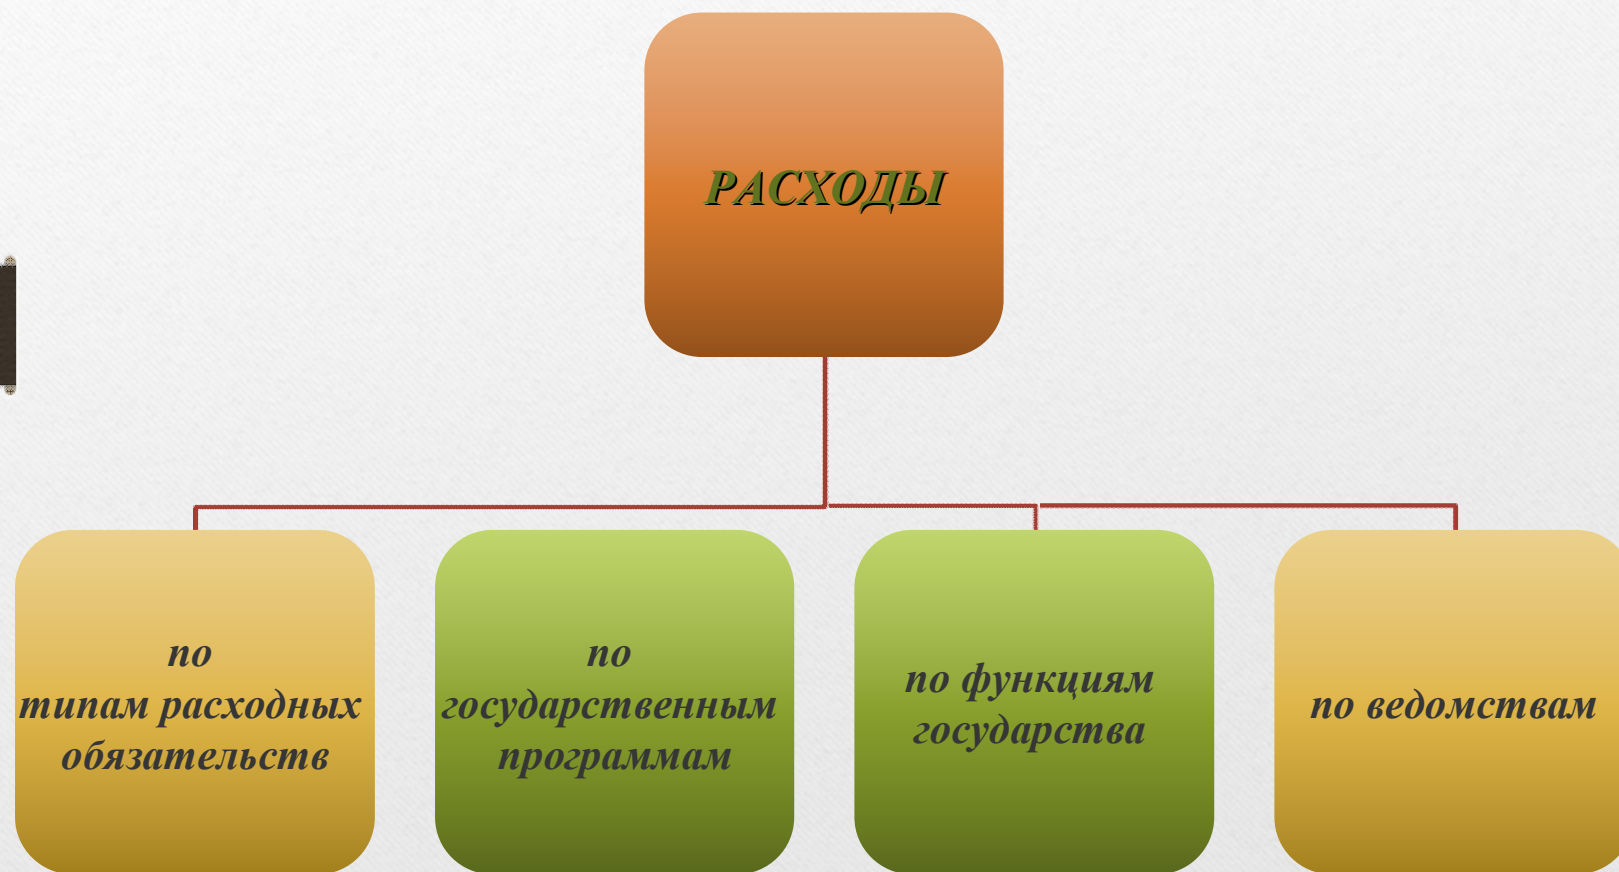 РАСХОДЫ
по
типам расходных
обязательств
по
государственным
программам
по функциям
государства
по ведомствам